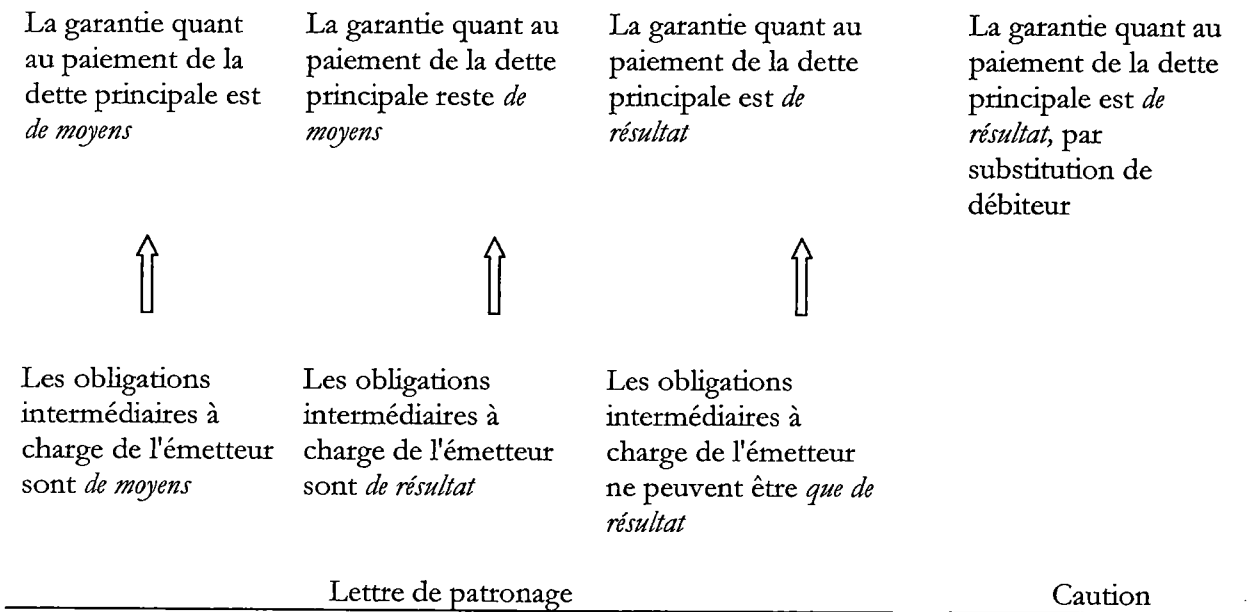 La garantie quant
au paiement de la
dette principale est
de moyens
La garantie quant au
paiement de la dette
principale reste de
moyens
La garantie quant au
paiement de la dette
principale est de
résultat
La garantie quant au
paiement de la dette
principale est de
résultat, par
substitution de
débiteur
Les obligations
intermédiaires à
charge de l'émetteur
sont de moyens
Les obligations
intermédiaires à
charge de l'émetteur
sont de résultat
Les obligations
intermédiaires à
charge de l'émetteur
ne peuvent être que de
résultat
Lettre de patronage
Caution